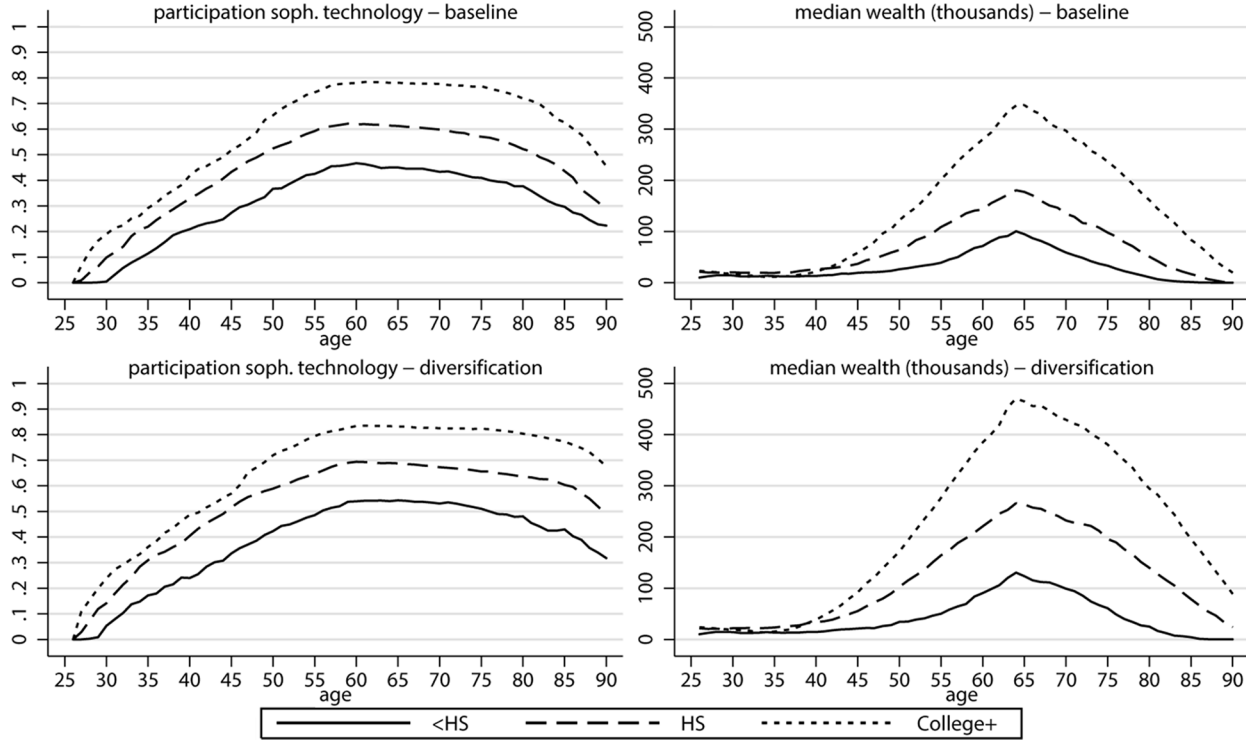 participation soph. technology – baseline
1
.9
.8
.7
.6
.5
.4
.3
.2
.1
0
25 30 35 40 45 50 55 60 65 70 75 80 85 90
age
median wealth (thousands) – baseline
500
400
300
200
100
0
25 30 35 40 45 50 55 60 65 70 75 80 85 90
age
participation soph. technology – diversification
1
.9
.8
.7
.6
.5
.4
.3
.2
.1
0
25 30 35 40 45 50 55 60 65 70 75 80 85 90
age
median wealth (thousands) – diversification
500
400
300
200
100
0
25 30 35 40 45 50 55 60 65 70 75 80 85 90
age
<HS HS College+